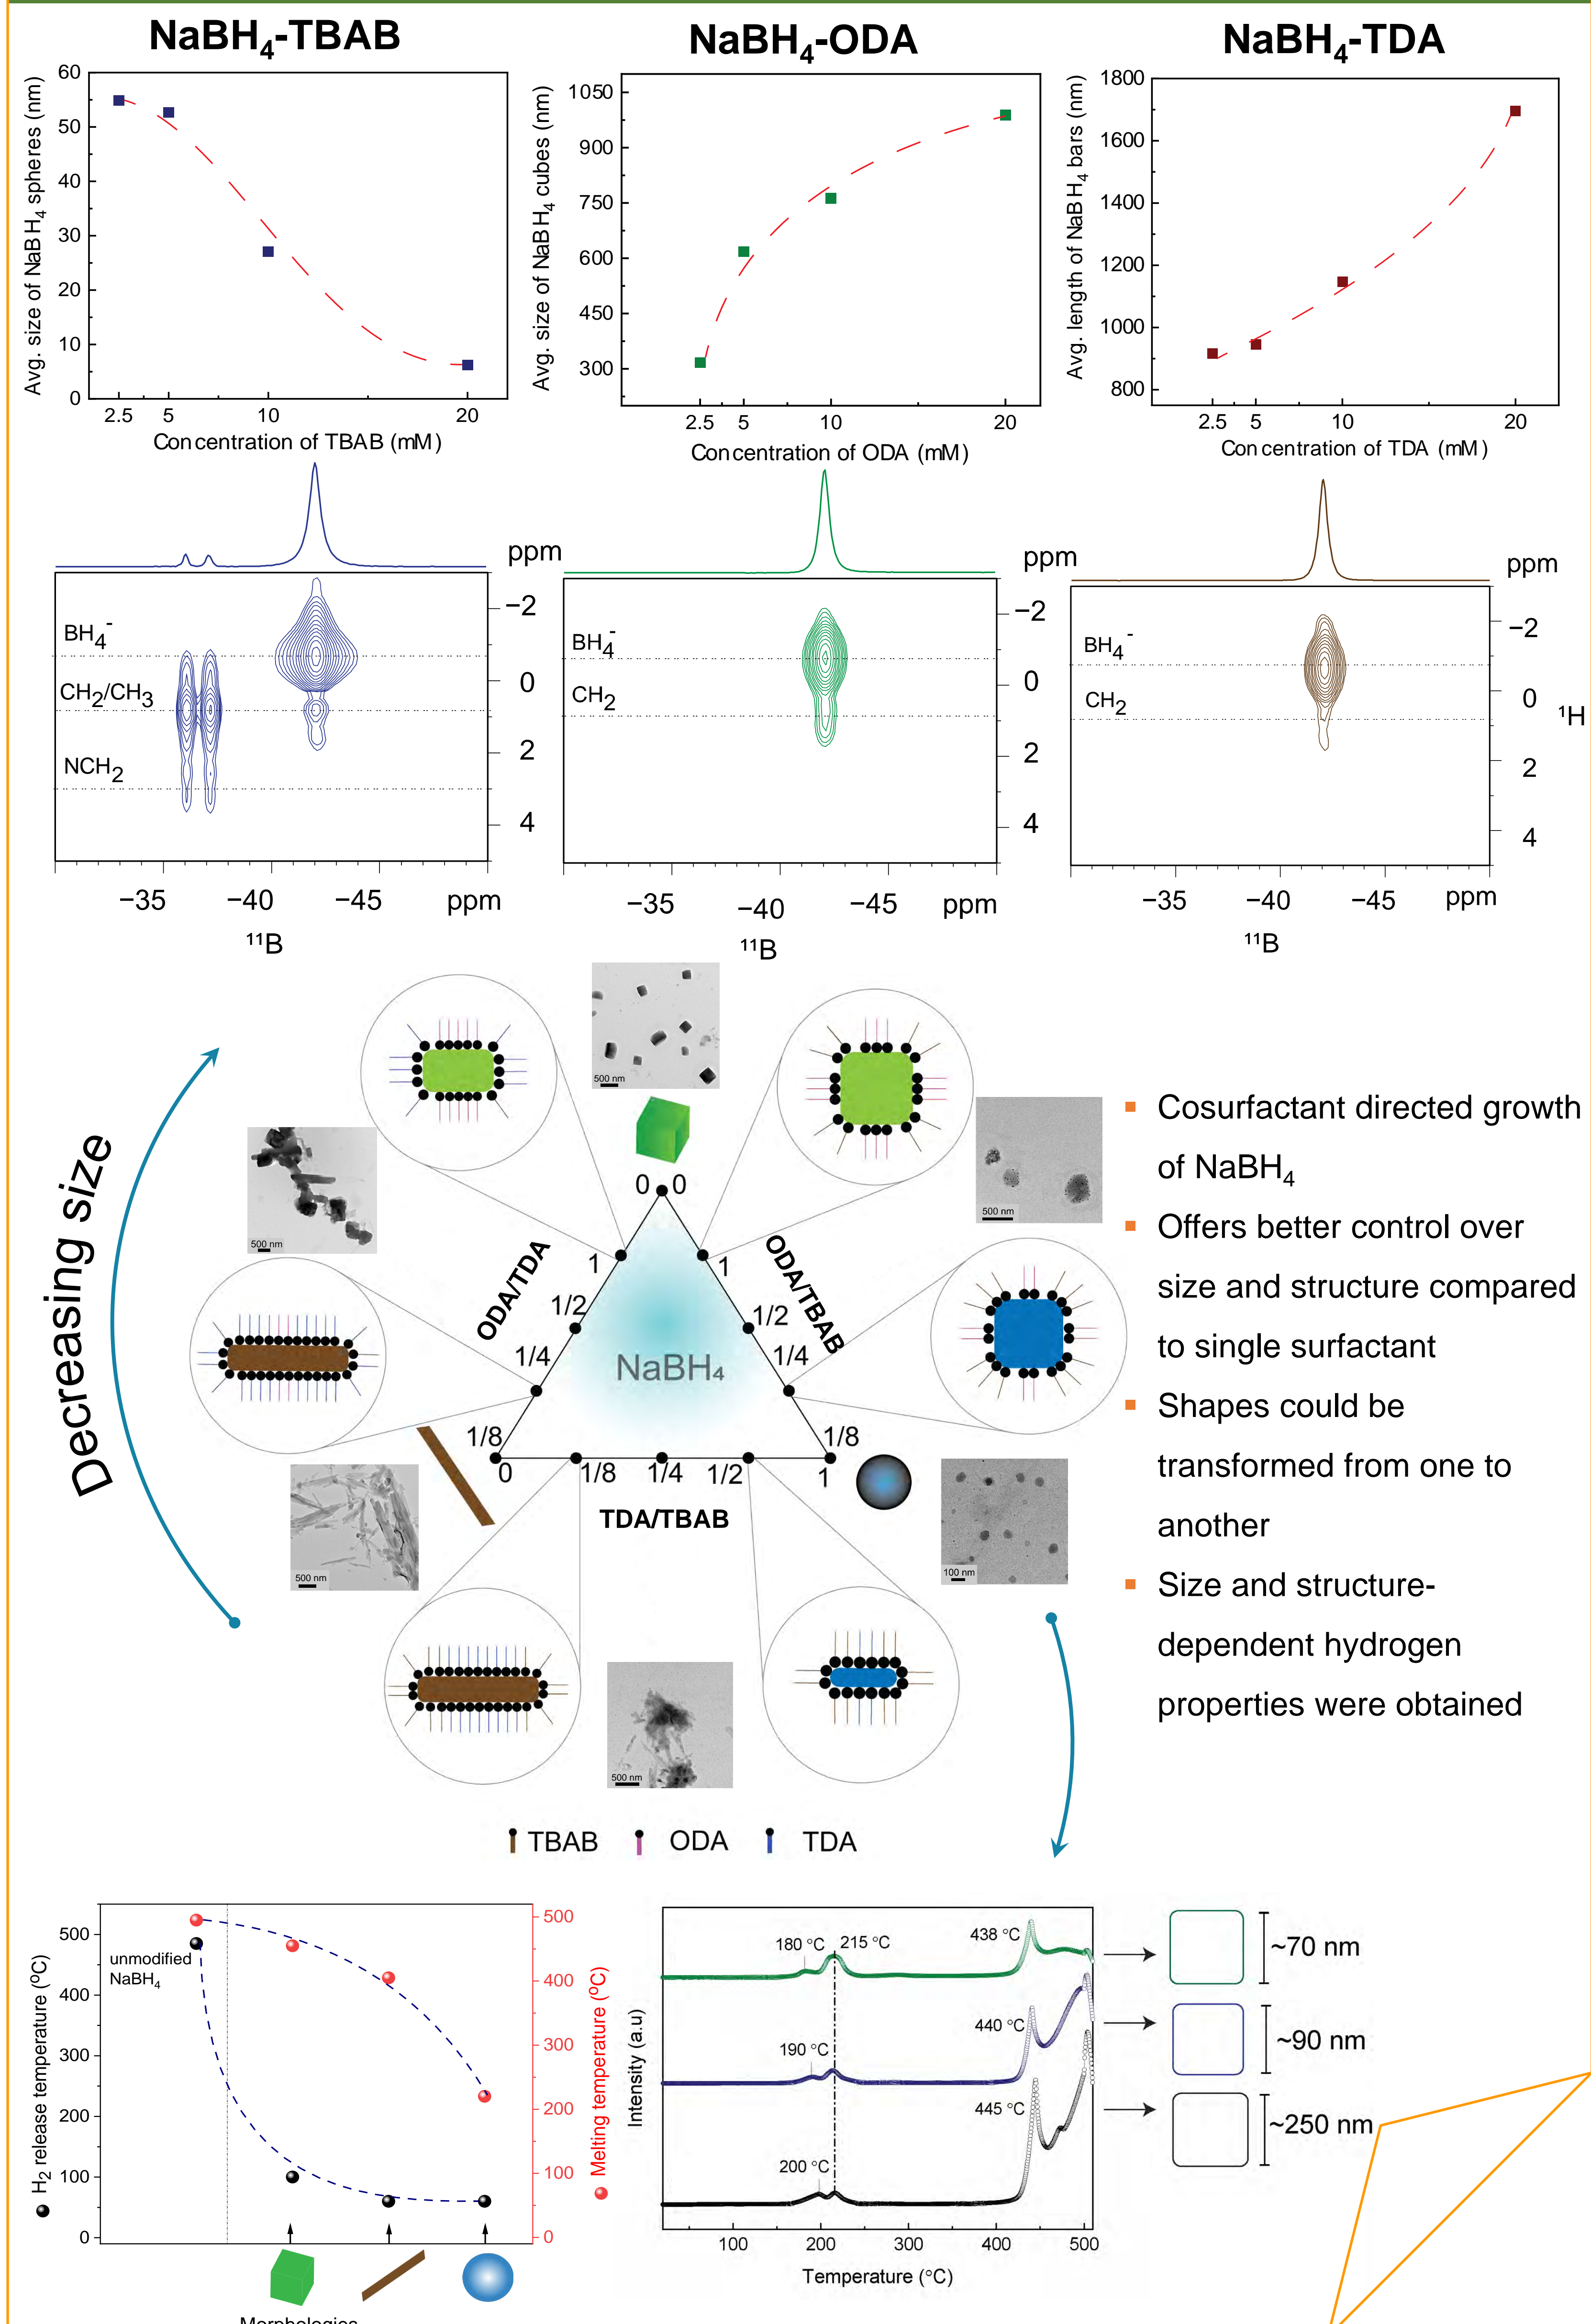 NaBH4-TBAB
NaBH4-ODA
NaBH4-TDA
Avg. size of NaBH4 spheres (nm)
60
50
40
30
20
10
0
2.5 5 10 20
Concentration of TBAB (mM)
Avg. size of NaBH4 cubes (nm)
1050
900
750
600
450
300
2.5 5 10 20
Concentration of ODA (mM)
Avg. length of NaBH4 bars (nm)
1800
1600
1400
1200
1000
800
2.5 5 10 20
Concentration of TDA (mM)
ppm
BH4-
CH2/CH3
NCH2
−2
0
2
4
−35 −40 −45 ppm
11B
ppm
BH4-
CH2
−2
0
2
4
−35 −40 −45 ppm
11B
ppm
BH4-
CH2
−2
0
2
4
1H
−35 −40 −45 ppm
11B
Decreasing size
500 nm
500 nm
500 nm
500 nm
100 nm
500 nm
0 0
1 1
1/2 1/2
1/4 1/4
1/8 1/8
0 1/8 1/4 1/2 1
ODA/TDA
ODA/TBAB
TDA/TBAB
NaBH4
TBAB ODA TDA
▪ Cosurfactant directed growth
of NaBH4
▪ Offers better control over
size and structure compared
to single surfactant
▪ Shapes could be
transformed from one to
another
▪ Size and structure-
dependent hydrogen
properties were obtained
H2 release temperature (oC)
500
400
300
200
100
0
unmodified
NaBH4
500
400
300
200
100
0
Melting temperature (oC)
Morphologies
Intensity (a.u)
180 °C 215 °C 438 °C
190 °C 440 °C
200 °C 445 °C
100 200 300 400 500
Temperature (°C)
~70 nm
~90 nm
~250 nm